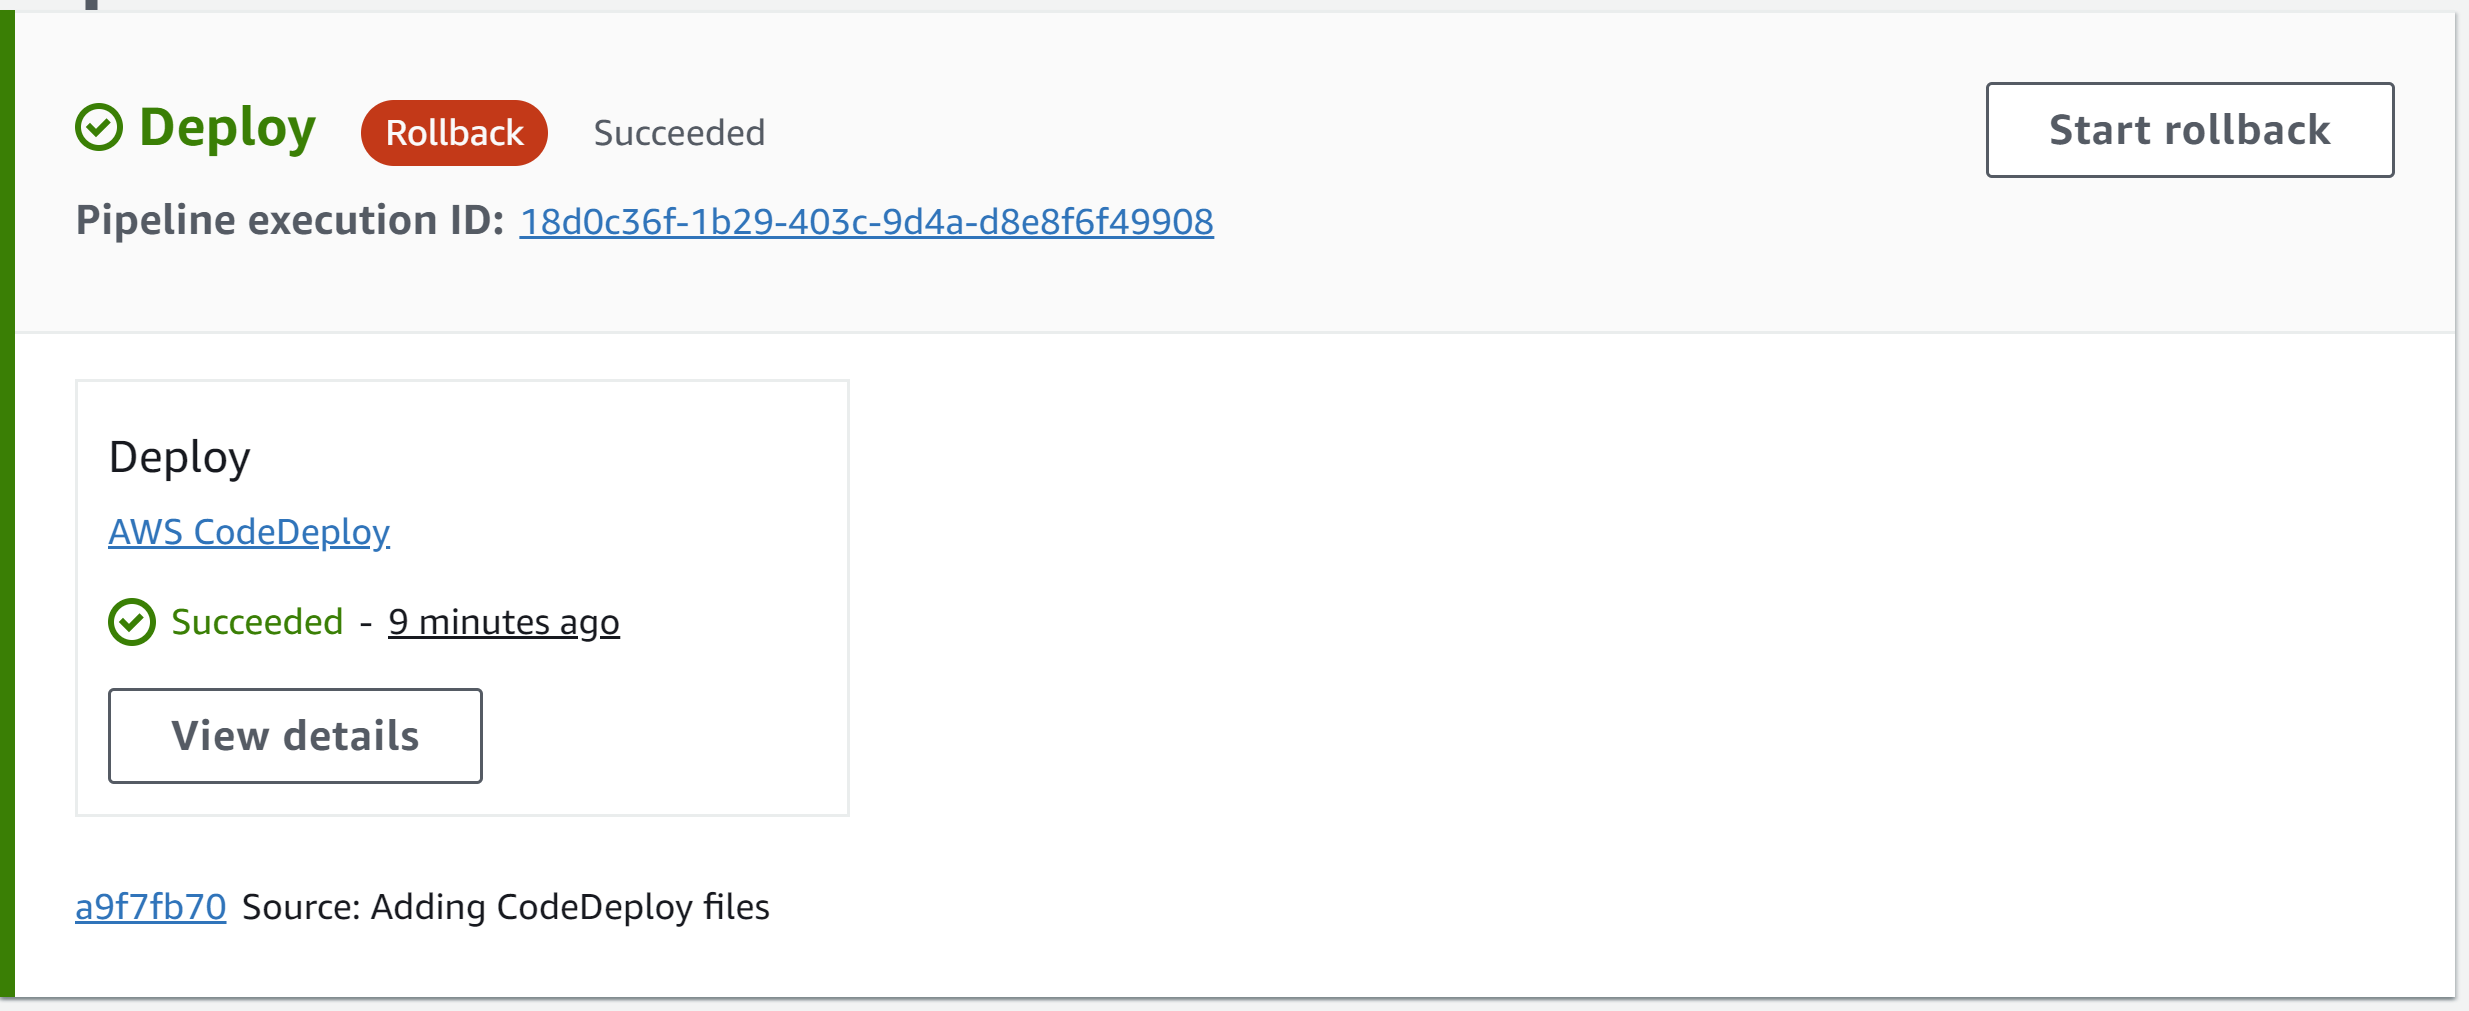 Deploy Rollback Succeeded
Start rollback
Pipeline execution ID: 18d0c36f-1b29-403c-9d4a-d8e8f6f49908
Deploy
AWS CodeDeploy
Succeeded - 9 minutes ago
View details
a9f7fb70 Source: Adding CodeDeploy files